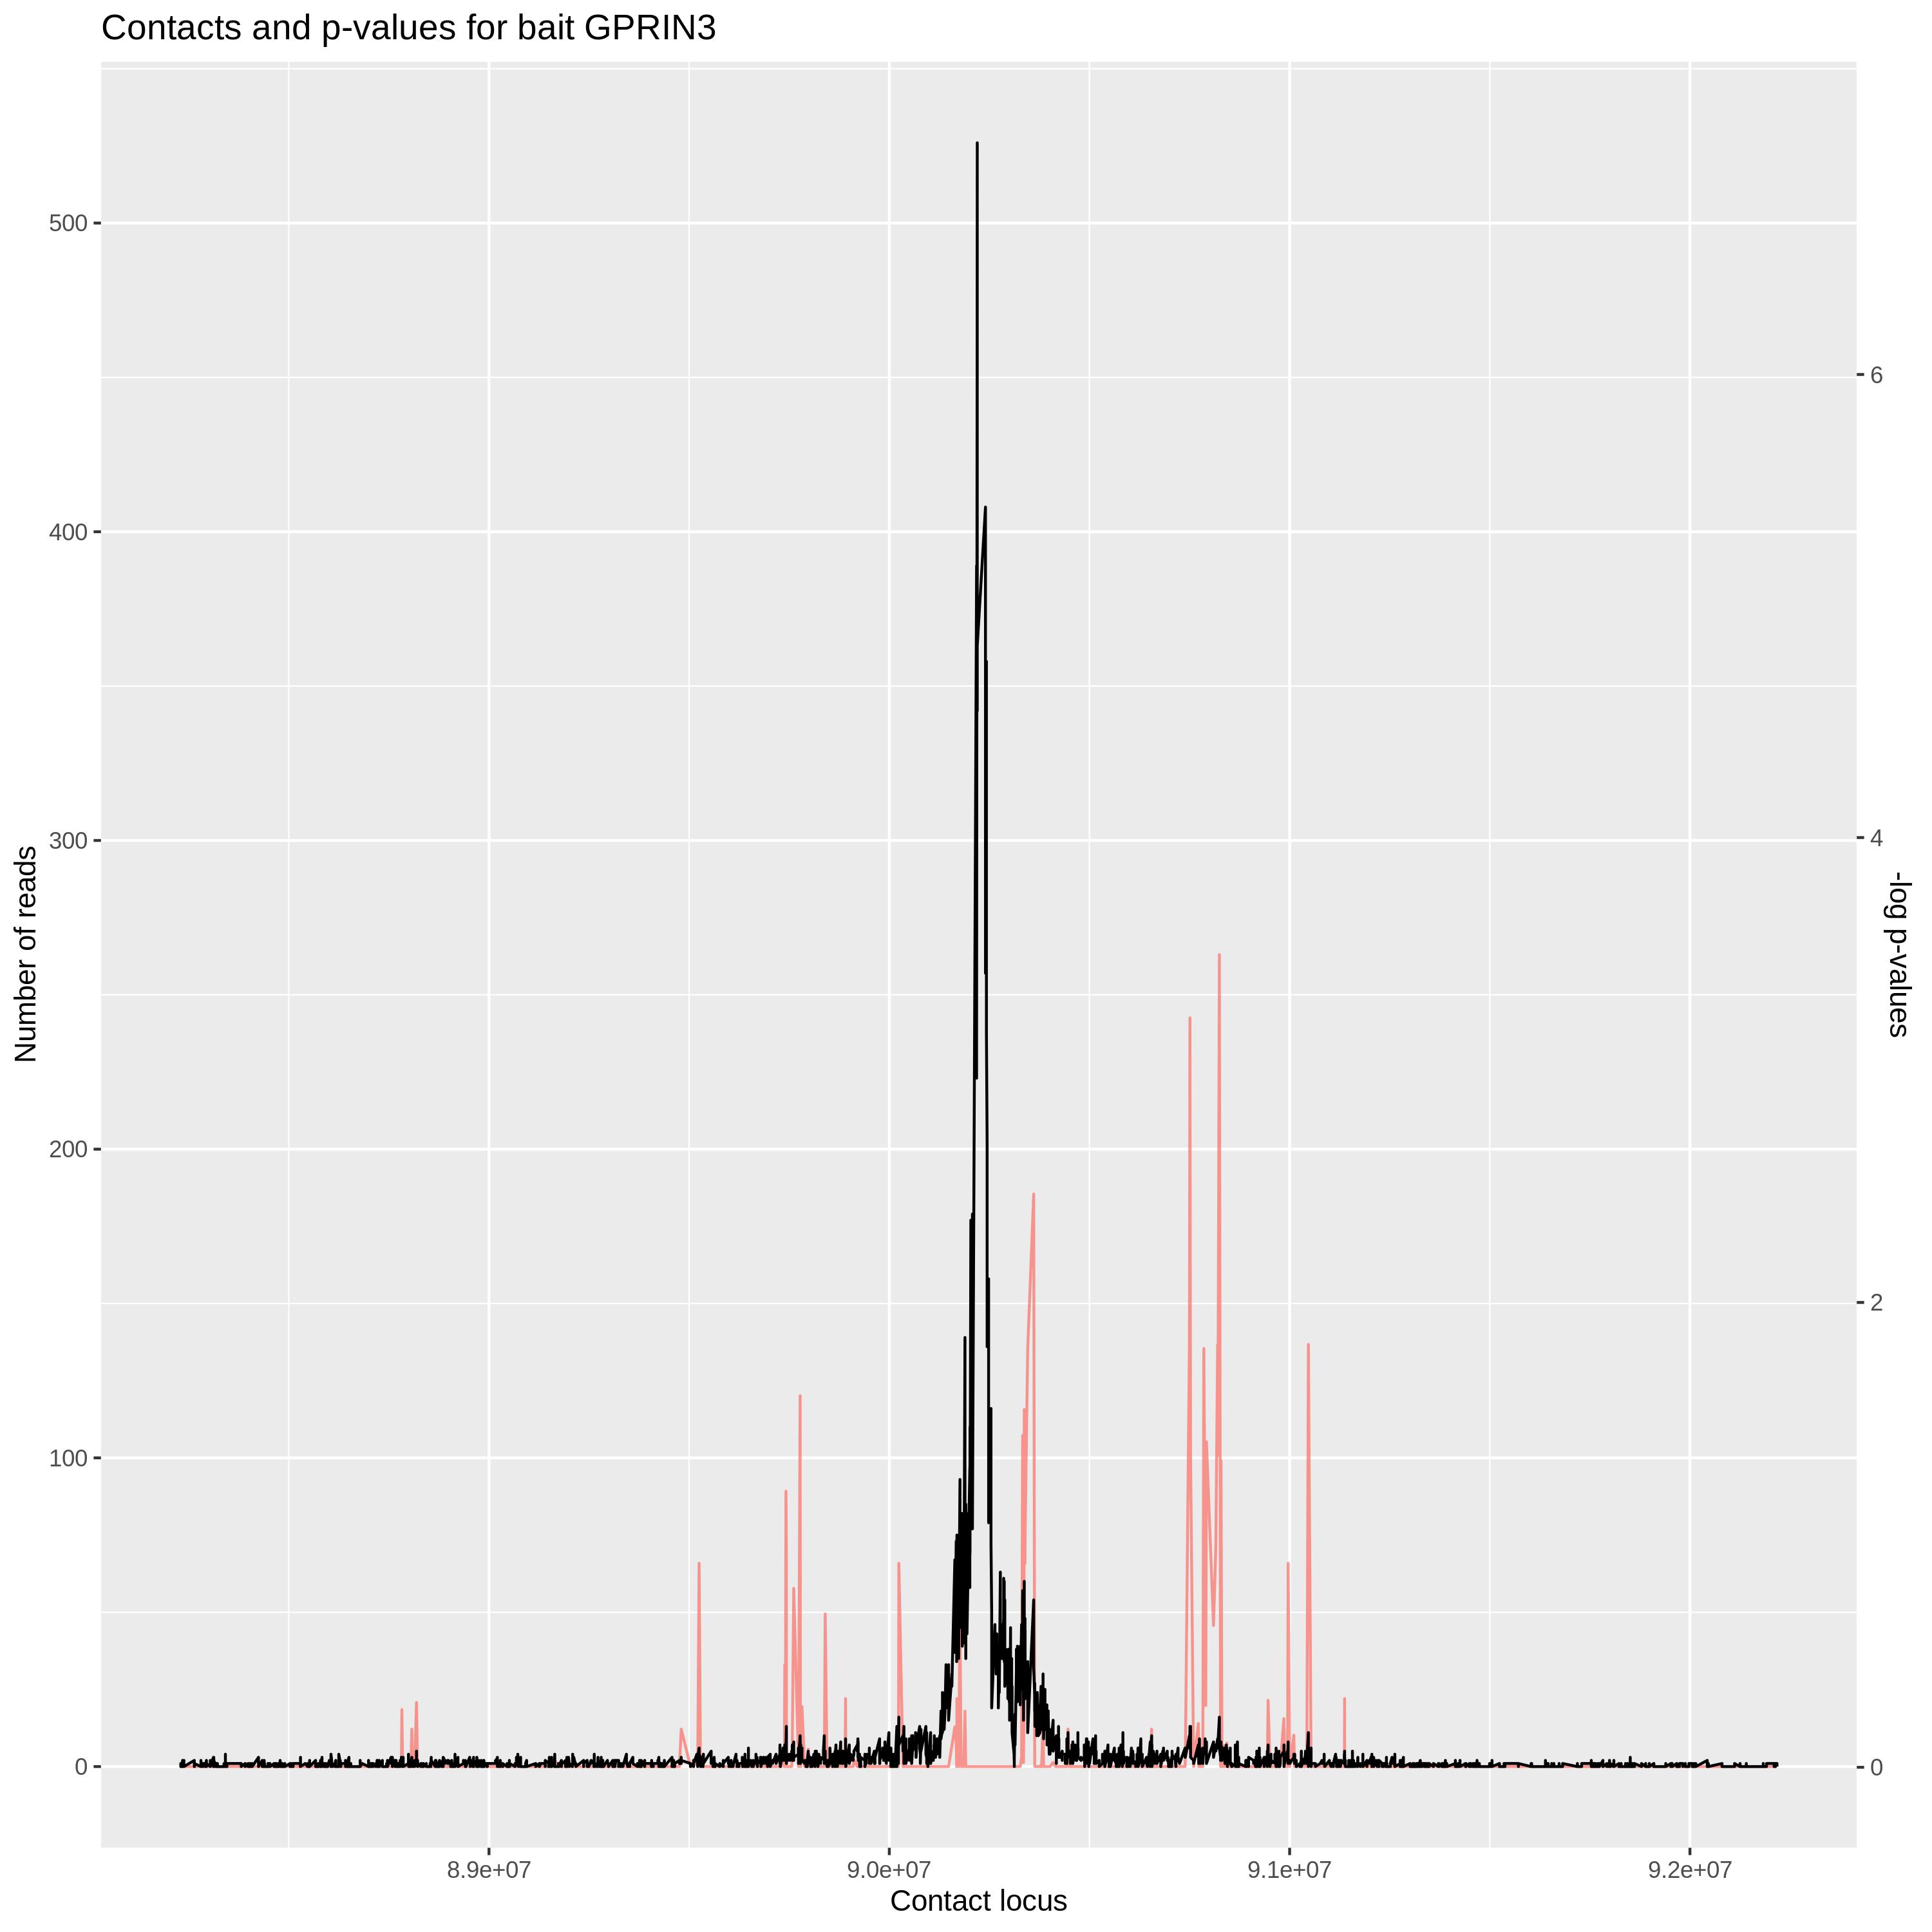 Contacts and p-values for bait GPRIN3
500
400
300
200
100
0
Number of reads
6
4
2
0
-log p-values
8.9e+07 9.0e+07 9.1e+07 9.2e+07
Contact locus